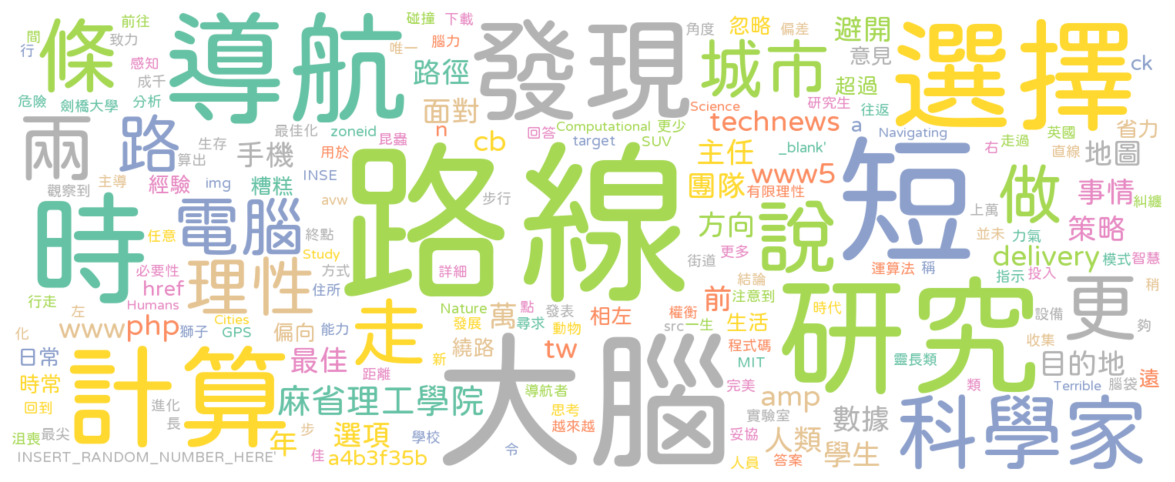 條
導航
發現
城市
選擇
間
前往
行
致力
感知
成千
危險
劍橋大學
分析
碰撞
下載
唯一
腦力
路徑
面對
n
cb
角度
忽略
偏差
避開
意見
超過
ck
Science
研究生
往返
technews
a
Navigating
右
走過
英國
直線
省力
地圖
兩
路
生存
最佳化
zoneid
算出
手機
用於
昆蟲
回答
Computational
更少
target
SUV
_blank'
主任
觀察到
主導
經驗
img
糟糕
INSE
avw
步行
團隊
www5
有限理性
事情
糾纏
時
電腦
終點
任意
Study
路線
方向
說
短
做
上萬
並未
力氣
策略
必要性
理性
方式
href
住所
詳細
街道
更多
結論
delivery
運算法
稱
指示
投入
模式
智慧
行走
Humans
Cities
左
www
php
獅子
GPS
偏向
能力
Nature
點
發表
萬
發展
尋求
動物
相左
權衡
前
注意到
src
一生
生活
時代
研究
更
設備
稍
夠
收集
化
日常
計算
最佳
走
繞路
新
距離
tw
大腦
程式碼
MIT
靈長類
目的地
類
Terrible
腦袋
遠
時常
回到
進化
長
麻省理工學院
導航者
思考
越來越
完美
amp
實驗室
數據
科學家
沮喪
最尖
年
步
選項
學校
令
妥協
人類
學生
INSERT_RANDOM_NUMBER_HERE'
佳
a4b3f35b
人員
答案